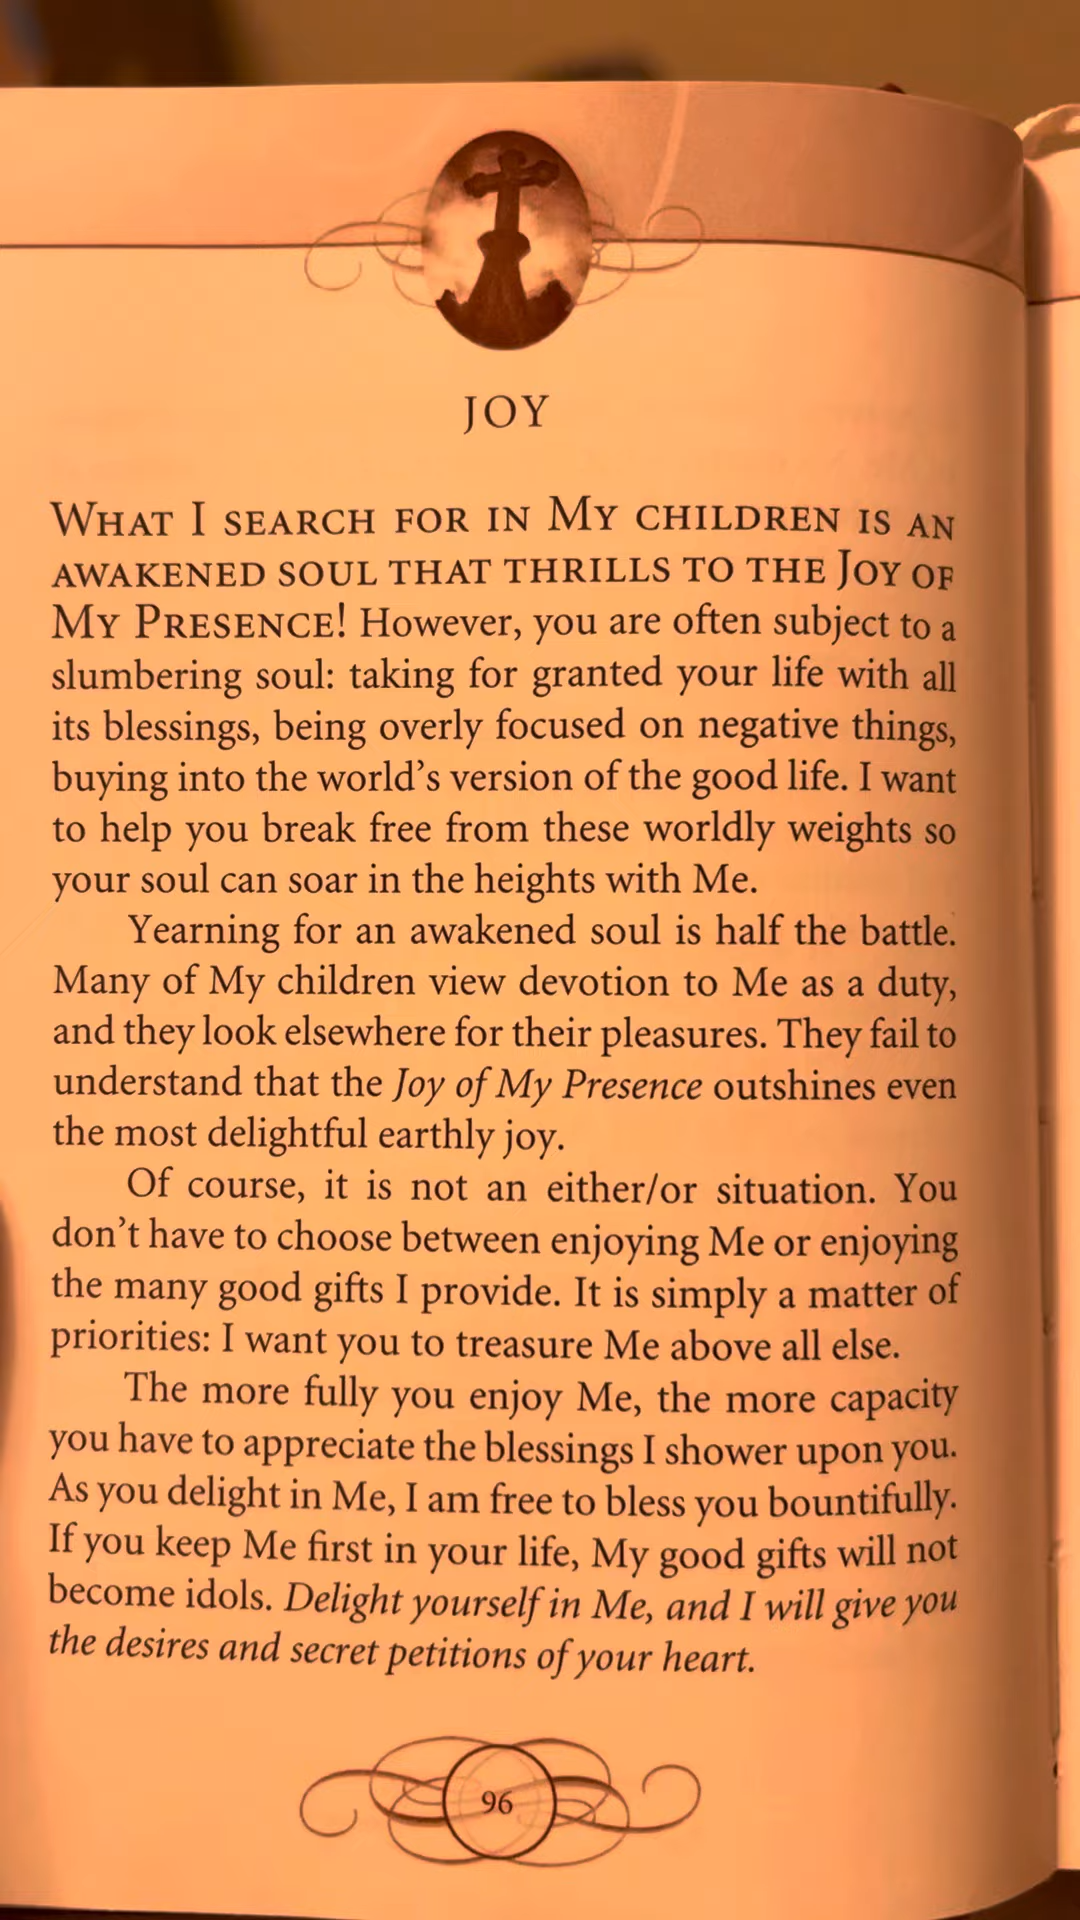 JOY
WHAT I SEARCH FOR IN MY CHILDREN IS AN
AWAKENED SOUL THAT THRILLS TO THE JOY OF
MY PRESENCE! However, you are often subject to a
slumbering soul: taking for granted your life with all
its blessings, being overly focused on negative things,
buying into the world’s version of the good life. I want
to help you break free from these worldly weights so
your soul can soar in the heights with Me.
Yearning for an awakened soul is half the battle.
Many of My children view devotion to Me as a duty,
and they look elsewhere for their pleasures. They fail to
understand that the Joy of My Presence outshines even
the most delightful earthly joy.
Of course, it is not an either/or situation. You
don’t have to choose between enjoying Me or enjoying
the many good gifts I provide. It is simply a matter of
priorities: I want you to treasure Me above all else.
The more fully you enjoy Me, the more capacity
you have to appreciate the blessings I shower upon you.
As you delight in Me, I am free to bless you bountifully.
If you keep Me first in your life, My good gifts will not
become idols. Delight yourself in Me, and I will give you
the desires and secret petitions of your heart.
96